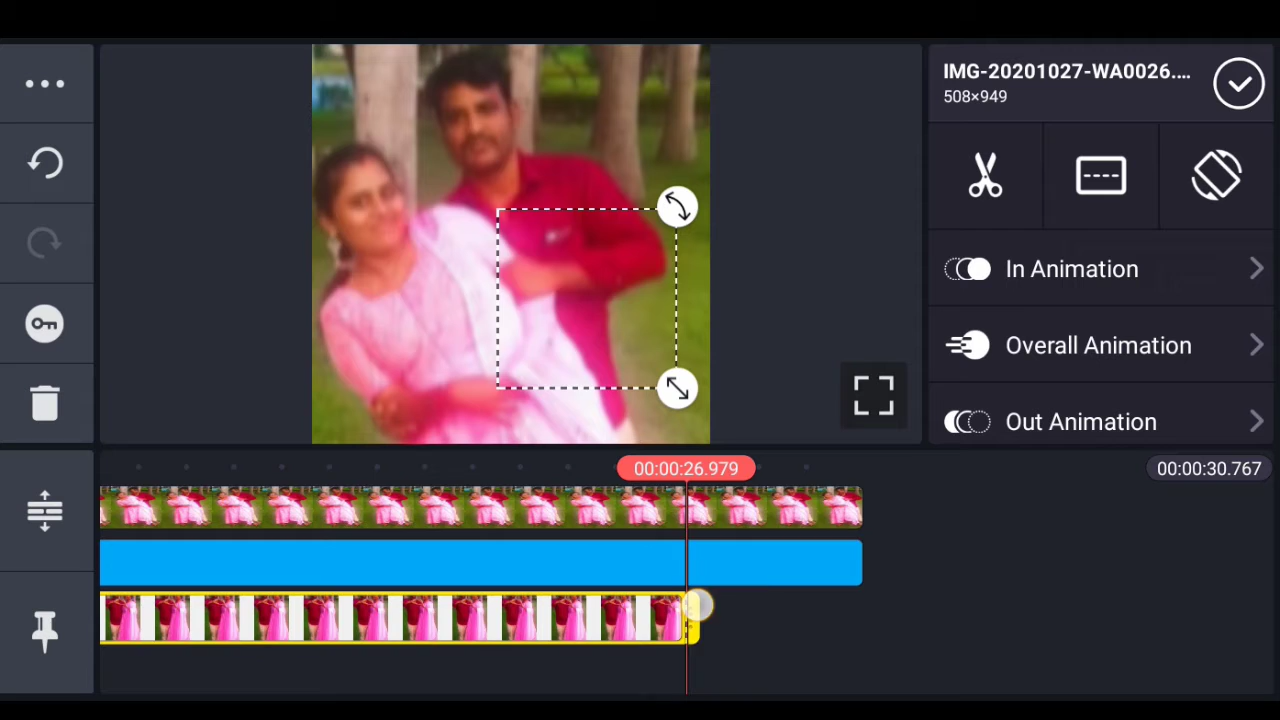 IMG-20201027-WA0026....
508×949
In Animation
Overall Animation
Out Animation
00:00:26.979
00:00:30.767